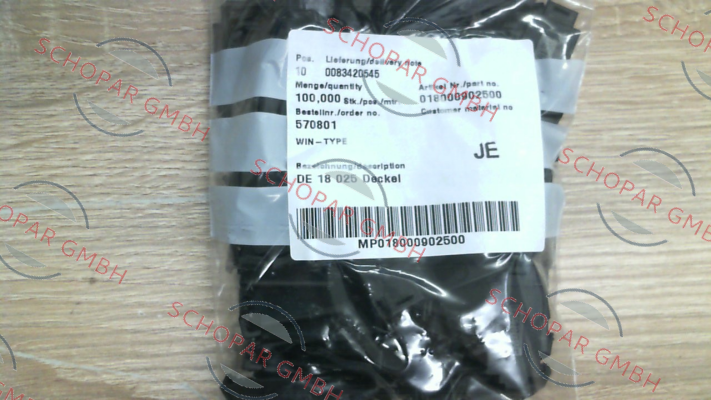 Pos. Lieferung/delivery note
10 0083420545
Menge/quantity Artikel Nr./part no.
100,000 Stk./pcs./mtr. 018000902500
Bestellnr./order no. Customer material no
570801
WIN-TYPE
JE
Bezeichnung/description
DE 18 025 Deckel
MP018000902500
SCHOPAR GMBH
SCHOPAR GMBH
SCHOPAR GMBH
SCHOPAR GMBH
SCHOPAR GMBH
SCHOPAR GMBH
SCHOPAR GMBH
SCHOPAR GMBH